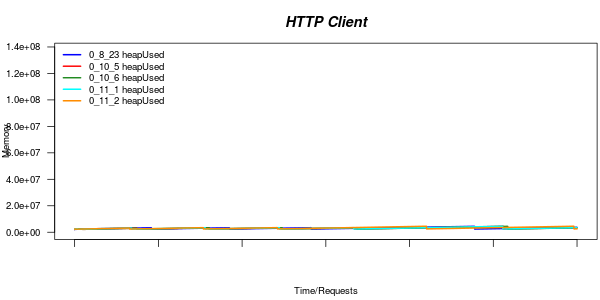 HTTP Client
1.4e+08
1.2e+08
1.0e+08
8.0e+07
6.0e+07
4.0e+07
2.0e+07
0.0e+00
Memory
0_8_23 heapUsed
0_10_5 heapUsed
0_10_6 heapUsed
0_11_1 heapUsed
0_11_2 heapUsed
Time/Requests